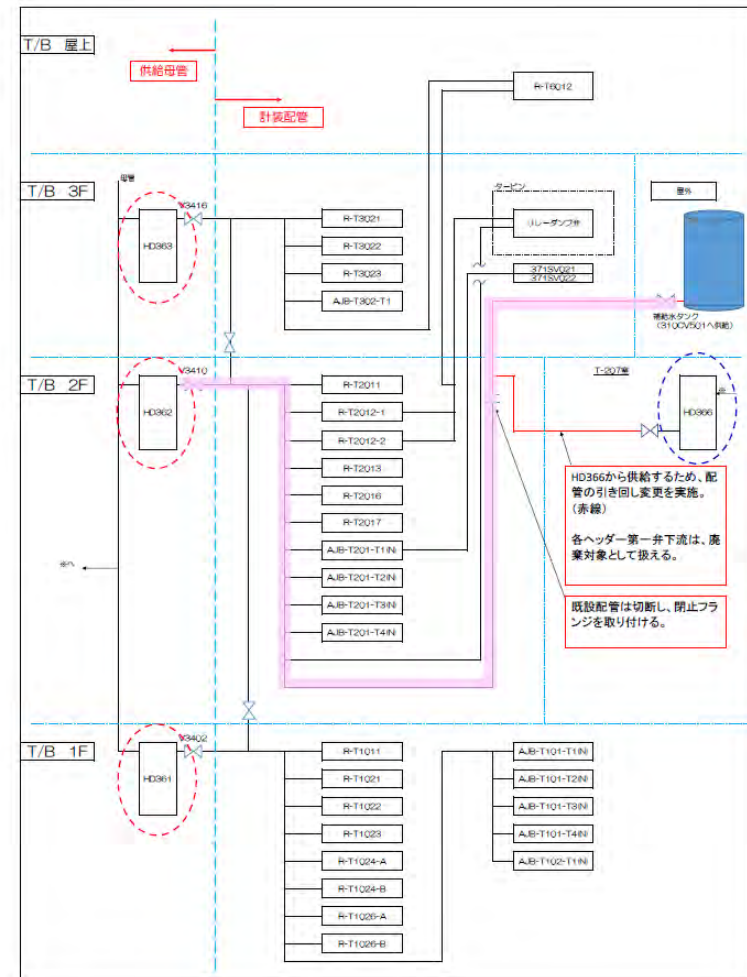 T/B 屋上
供給母管
計装配管
R-T6012
T/B 3F
母管
V3416
HD363
R-T3021
R-T3022
R-T3023
AJB-T302-T1
タービン
リレーダンプ弁
371SV021
371SV022
屋外
補給水タンク
(310CV501へ供給)
T/B 2F
V3410
HD362
R-T2011
R-T2012-1
R-T2012-2
R-T2013
R-T2016
R-T2017
AJB-T201-T1(N)
AJB-T201-T2(N)
AJB-T201-T3(N)
AJB-T201-T4(N)
※へ
T-207室
※
HD366
HD366から供給するため、配
管の引き回し変更を実施。
（赤線）
各ヘッダー第一弁下流は、廃
棄対象として扱える。
既設配管は切断し、閉止フラ
ンジを取り付ける。
T/B 1F
V3402
HD361
R-T1011
R-T1021
R-T1022
R-T1023
R-T1024-A
R-T1024-B
R-T1026-A
R-T1026-B
AJB-T101-T1(N)
AJB-T101-T2(N)
AJB-T101-T3(N)
AJB-T101-T4(N)
AJB-T102-T1(N)